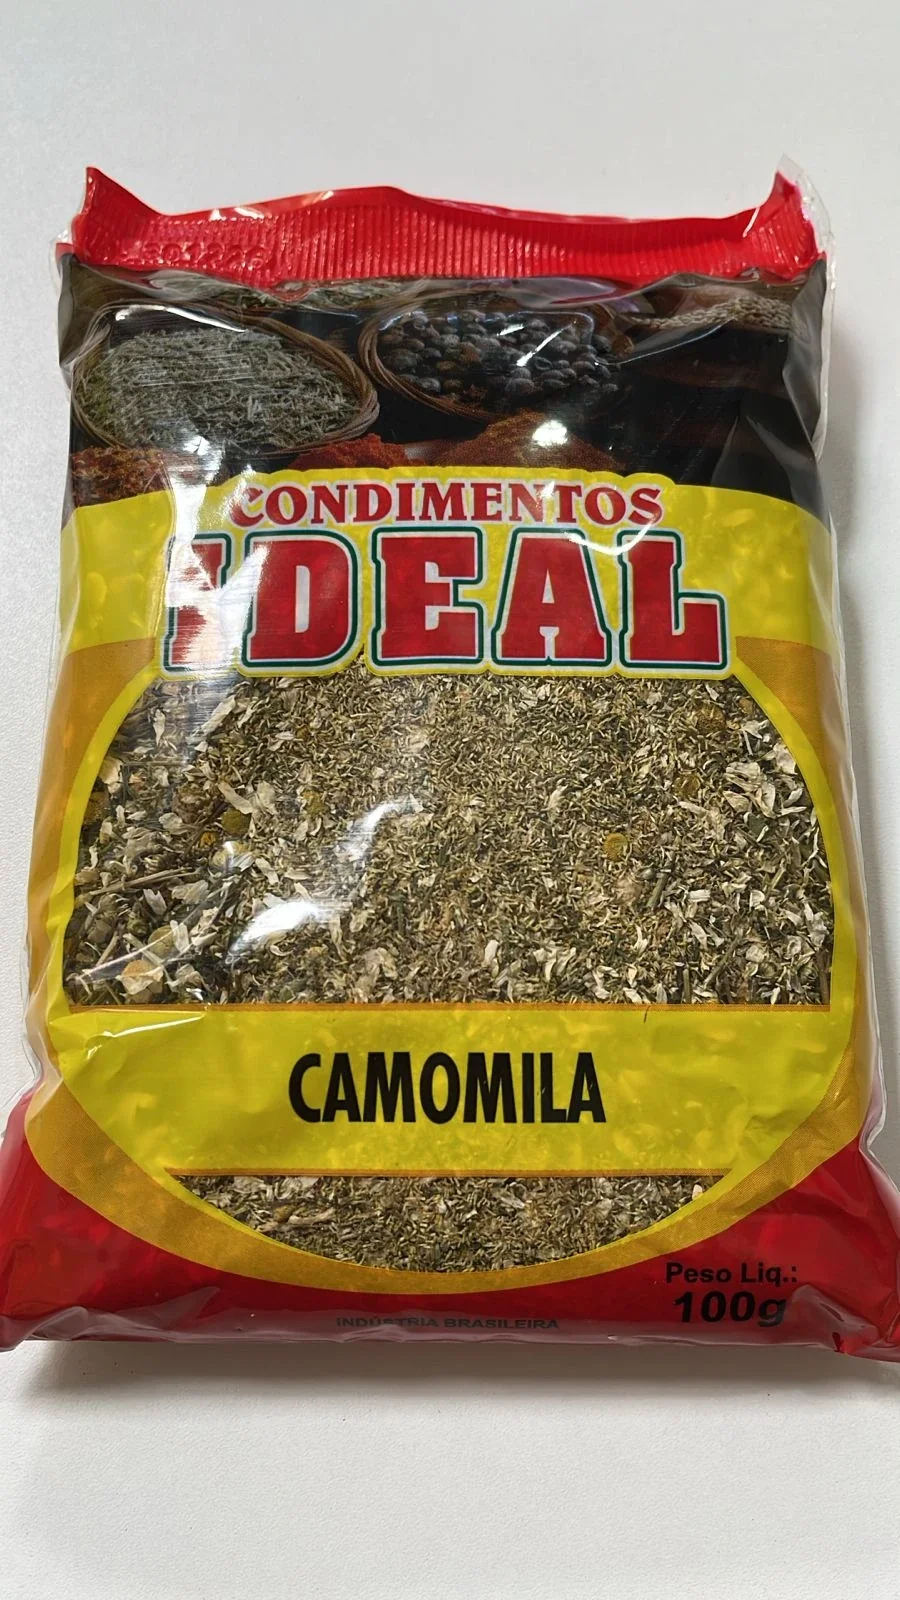 CONDIMENTOS
IDEAL
CAMOMILA
Peso Liq.:
100g
INDÚSTRIA BRASILEIRA